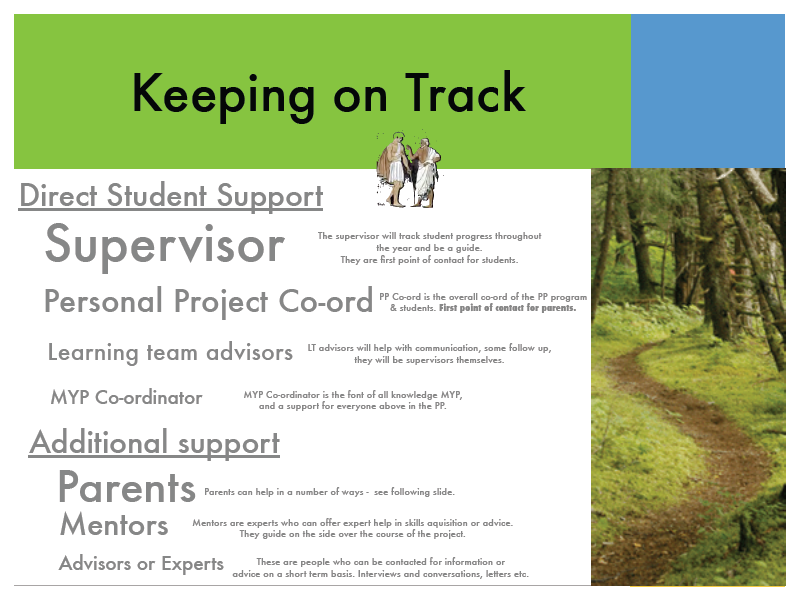 Keeping on Track
Direct Student Support
Supervisor
The supervisor will track student progress throughout
the year and be a guide.
They are first point of contact for students.
Personal Project Co-ord
PP Co-ord is the overall co-ord of the PP program
& students. First point of contact for parents.
Learning team advisors
LT advisors will help with communication, some follow up,
they will be supervisors themselves.
MYP Co-ordinator
MYP Co-ordinator is the font of all knowledge MYP,
and a support for everyone above in the PP.
Additional support
Parents
Parents can help in a number of ways - see following slide.
Mentors
Mentors are experts who can offer expert help in skills aquisition or advice.
They guide on the side over the course of the project.
Advisors or Experts
These are people who can be contacted for information or
advice on a short term basis. Interviews and conversations, letters etc.